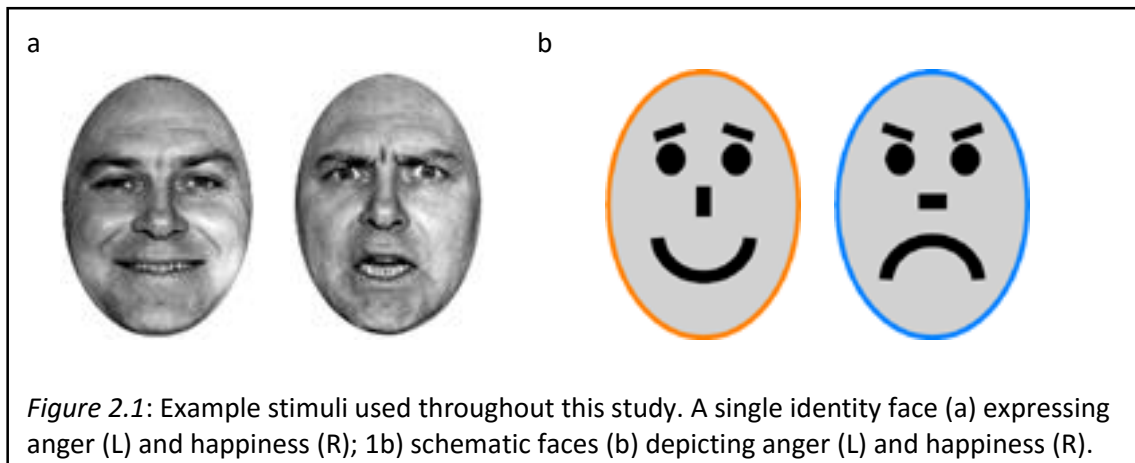 a
b
Figure 2.1: Example stimuli used throughout this study. A single identity face (a) expressing
anger (L) and happiness (R); 1b) schematic faces (b) depicting anger (L) and happiness (R).